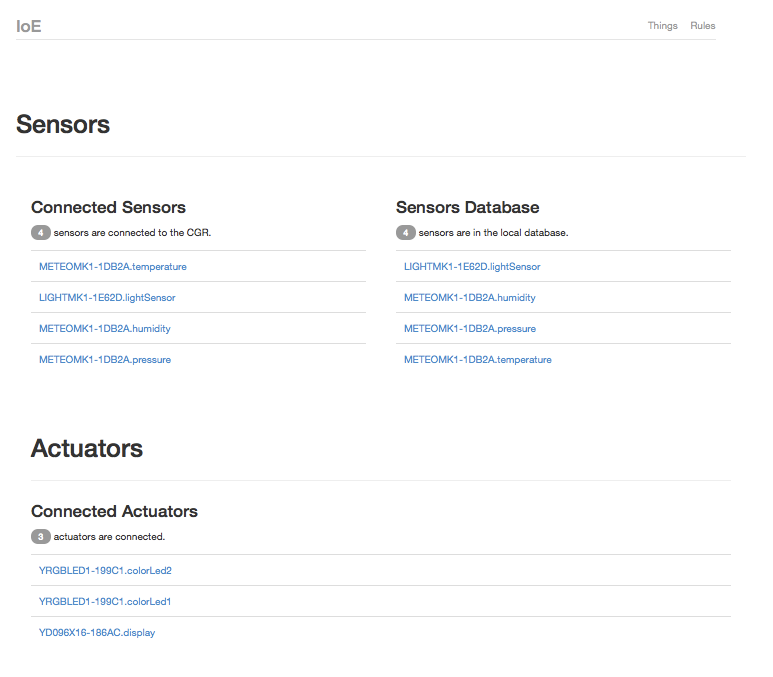 IoE
Things Rules
Sensors
Connected Sensors
4 sensors are connected to the CGR.
METEOMK1-1DB2A.temperature
LIGHTMK1-1E62D.lightSensor
METEOMK1-1DB2A.humidity
METEOMK1-1DB2A.pressure
Sensors Database
4 sensors are in the local database.
LIGHTMK1-1E62D.lightSensor
METEOMK1-1DB2A.humidity
METEOMK1-1DB2A.pressure
METEOMK1-1DB2A.temperature
Actuators
Connected Actuators
3 actuators are connected.
YRGBLED1-199C1.colorLed2
YRGBLED1-199C1.colorLed1
YD096X16-186AC.display